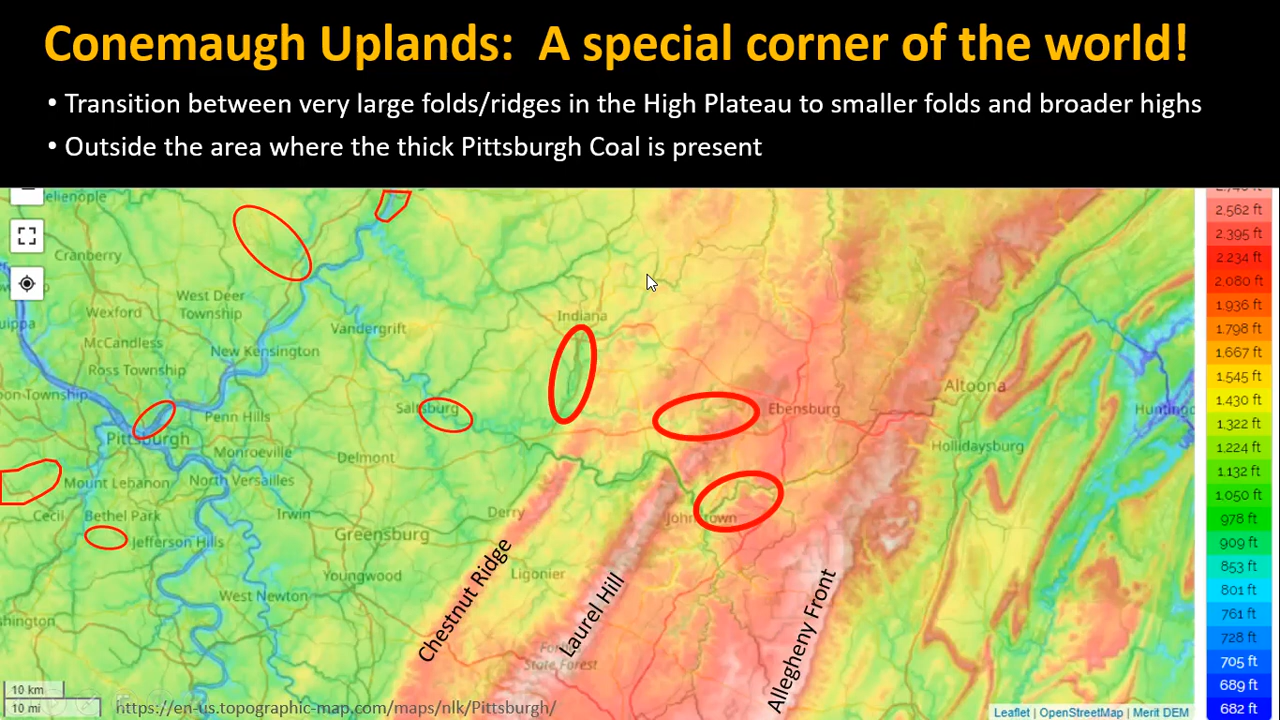 Conemaugh Uplands: A special corner of the world!
• Transition between very large folds/ridges in the High Plateau to smaller folds and broader highs
• Outside the area where the thick Pittsburgh Coal is present
elienople
Cranberry
West Deer
Township
Wexford
uippa
McCandless
Ross Township
New Kensington
Vandergrift
Indiana
on Township
Penn Hills
Pittsburgh
Monroeville
Saltsburg
Ebensburg
Altoona
Hunting
Hollidaysburg
Delmont
Mount Lebanon
North Versailles
Cecil
Bethel Park
Irwin
Derry
Johnstown
Jefferson Hills
Greensburg
Youngwood
Ligonier
West Newton
hington
State Forest
Chestnut Ridge
Laurel Hill
Allegheny Front
2,562 ft
2,395 ft
2,234 ft
2,080 ft
1,936 ft
1,798 ft
1,667 ft
1,545 ft
1,430 ft
1,322 ft
1,224 ft
1,132 ft
1,050 ft
978 ft
909 ft
853 ft
801 ft
761 ft
728 ft
705 ft
689 ft
682 ft
10 km
10 mi
https://en-us.topographic-map.com/maps/nlk/Pittsburgh/
Leaflet | OpenStreetMap | Merit DEM